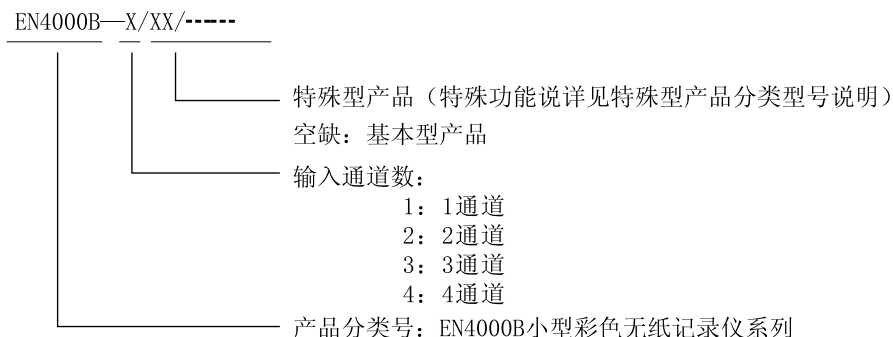 EN4000B—X/XX/------
特殊型产品（特殊功能说详见特殊型产品分类型号说明）
空缺：基本型产品
输入通道数：
1：1通道
2：2通道
3：3通道
4：4通道
产品分类号：EN4000B小型彩色无纸记录仪系列